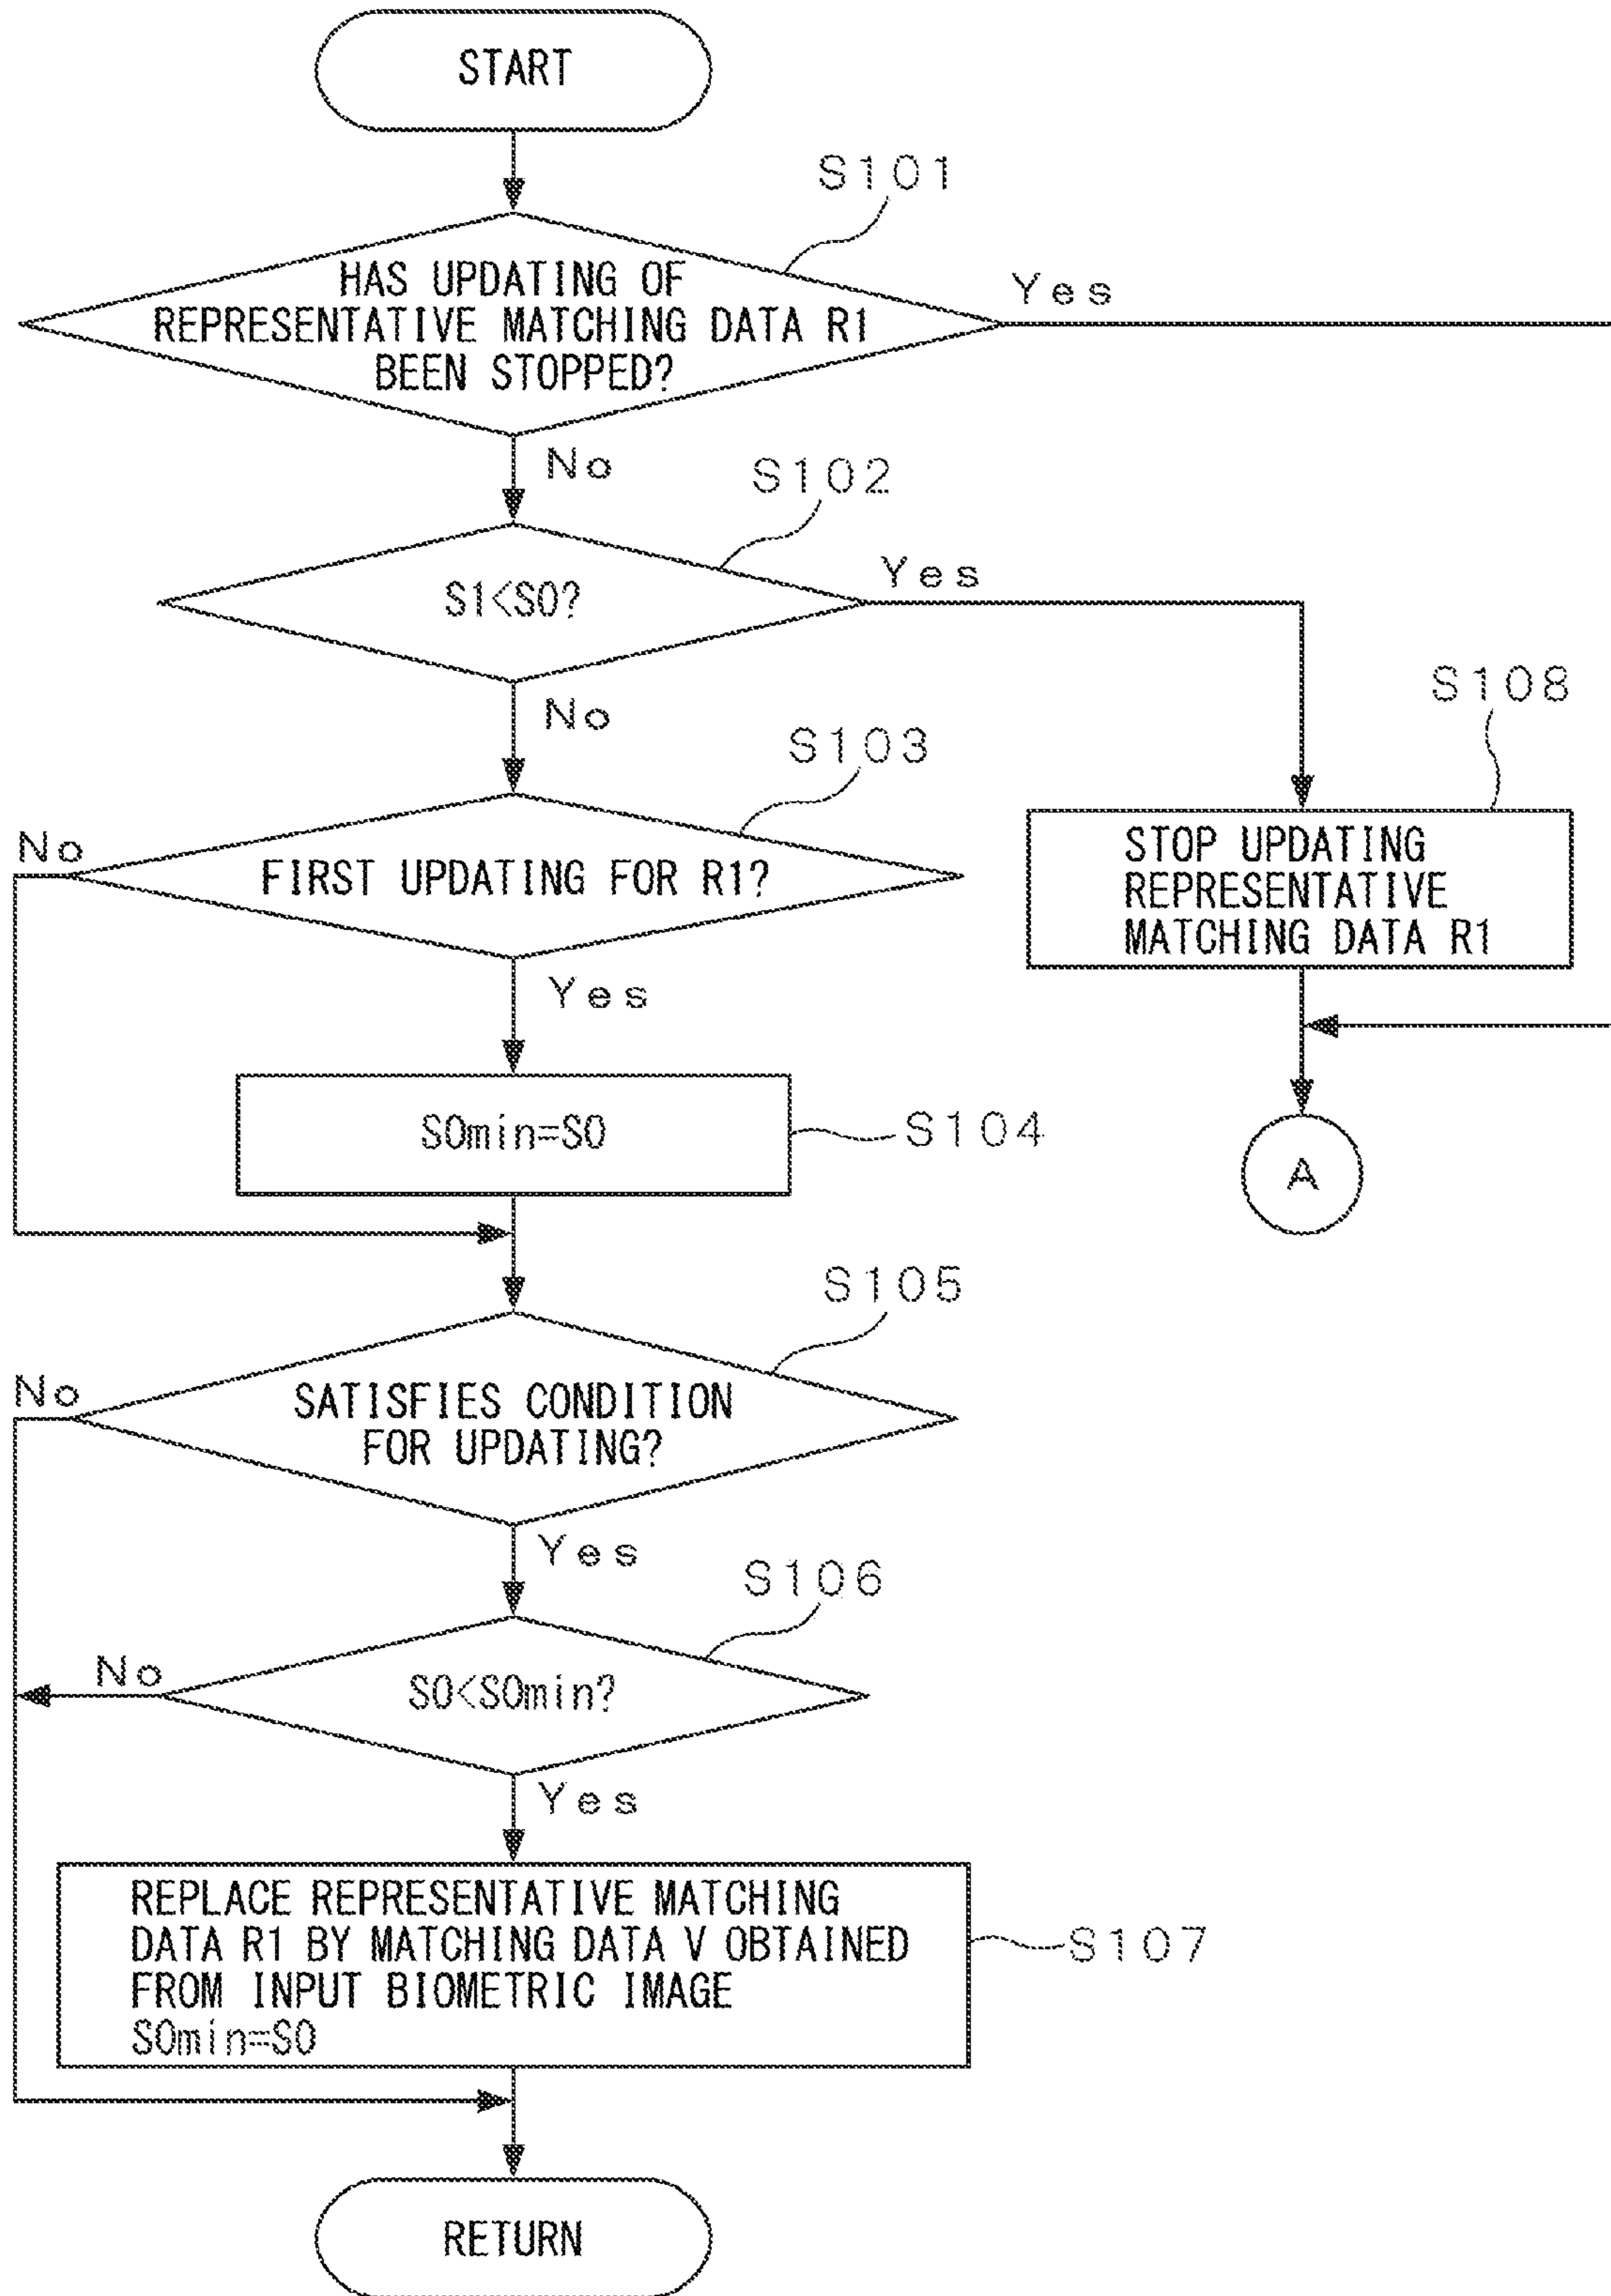 START
S101
HAS UPDATING OF
REPRESENTATIVE MATCHING DATA R1
BEEN STOPPED?
Yes
No
S102
S1<S0?
Yes
No
S103
FIRST UPDATING FOR R1?
No
Yes
S108
STOP UPDATING
REPRESENTATIVE
MATCHING DATA R1
S0min=S0
S104
A
S105
SATISFIES CONDITION
FOR UPDATING?
No
Yes
S106
S0<S0min?
No
Yes
REPLACE REPRESENTATIVE MATCHING
DATA R1 BY MATCHING DATA V OBTAINED
FROM INPUT BIOMETRIC IMAGE
S0min=S0
S107
RETURN